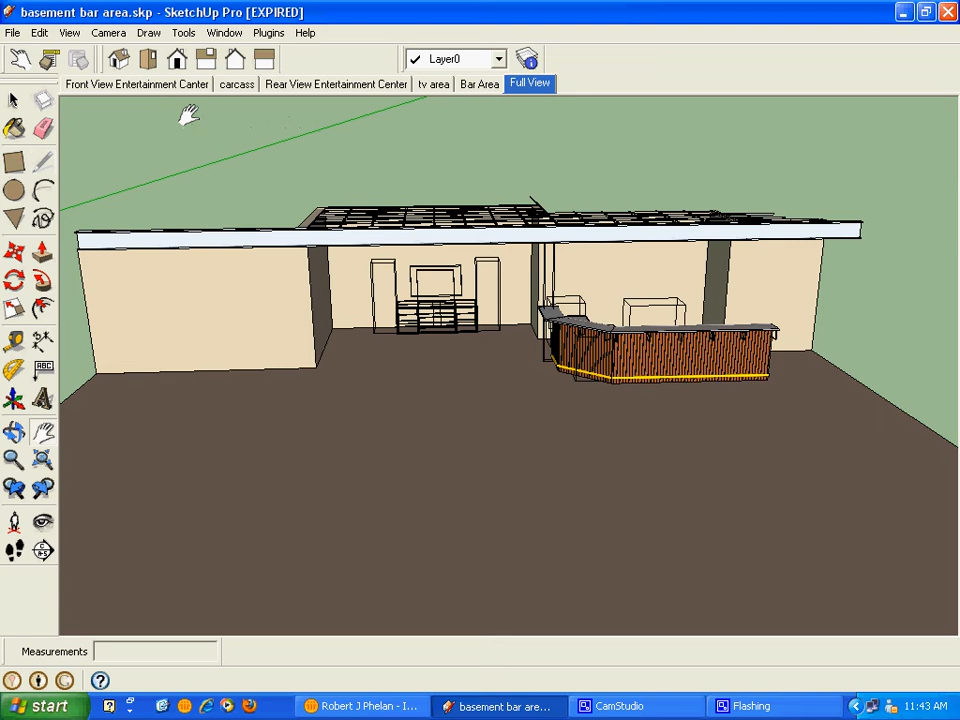 basement bar area.skp - SketchUp Pro [EXPIRED]
File Edit View Camera Draw Tools Window Plugins Help
Layer0
Front View Entertainment Canter carcass Rear View Entertainment Center tv area Bar Area Full View
ABC
Measurements
start Robert J Phelan - I... basement bar are... CamStudio Flashing 11:43 AM